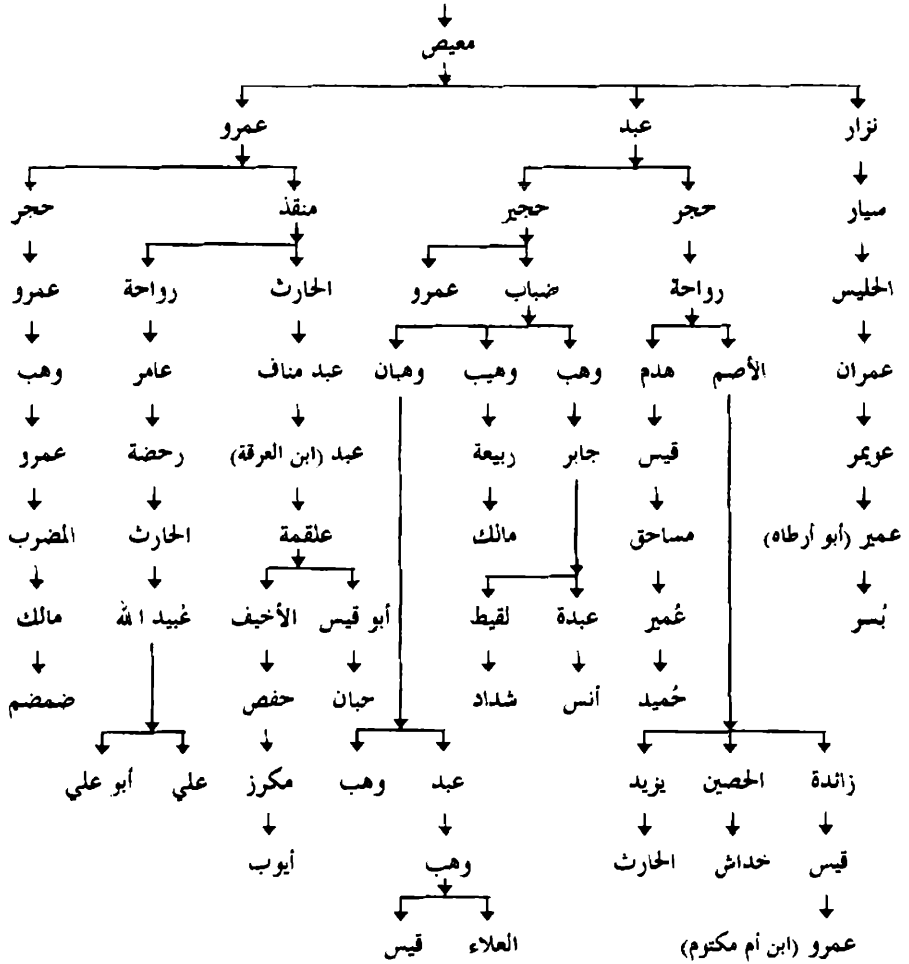 معيص
نزار عبد عمرو
سيار حجر حجير منقذ حجر
الحليس رواحة ضباب عمرو الحارث رواحة عمرو
عمران الأصم هدم وهب وهيب وهبان عبد مناف عامر وهب
عويمر قيس جابر ربيعة عبد (ابن العرقة) رحضة عمرو
عمير (أبو أرطاه) مساحق مالك علقمة الحارث المضرب
بُسر عُمير عبدة لقيط أبو قيس الأخيف عُبيد الله مالك
حُميد أنس شداد حبان حفص ضمضم
زائدة الحصين يزيد عبد وهب مكرز علي أبو علي
قيس خداش الحارث وهب أيوب
عمرو (ابن أم مكتوم) العلاء قيس